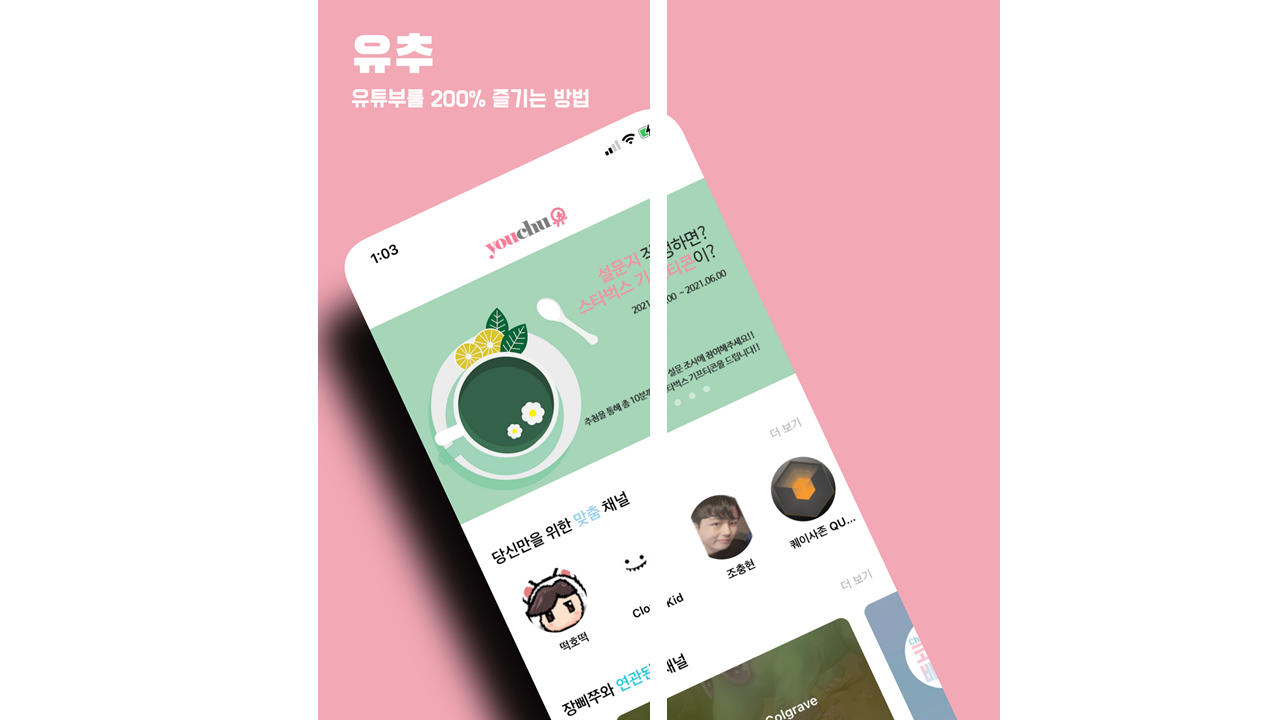 유추
유튜부룰 200% 즐기는 방법
1:03
youchu 유
설문지 작성하면?
스타벅스 기프티콘이?
~ 2021.06.00
설문 조사에 참여해주세요!!
추첨을 통해 총 10분께 스타벅스 기프티콘을 드립니다!!
더 보기
당신만을 위한 맞춤 채널
떡호떡
조충현
퀘이사존 QU...
더 보기
장삐쭈와 연관된 채널
Colgrave